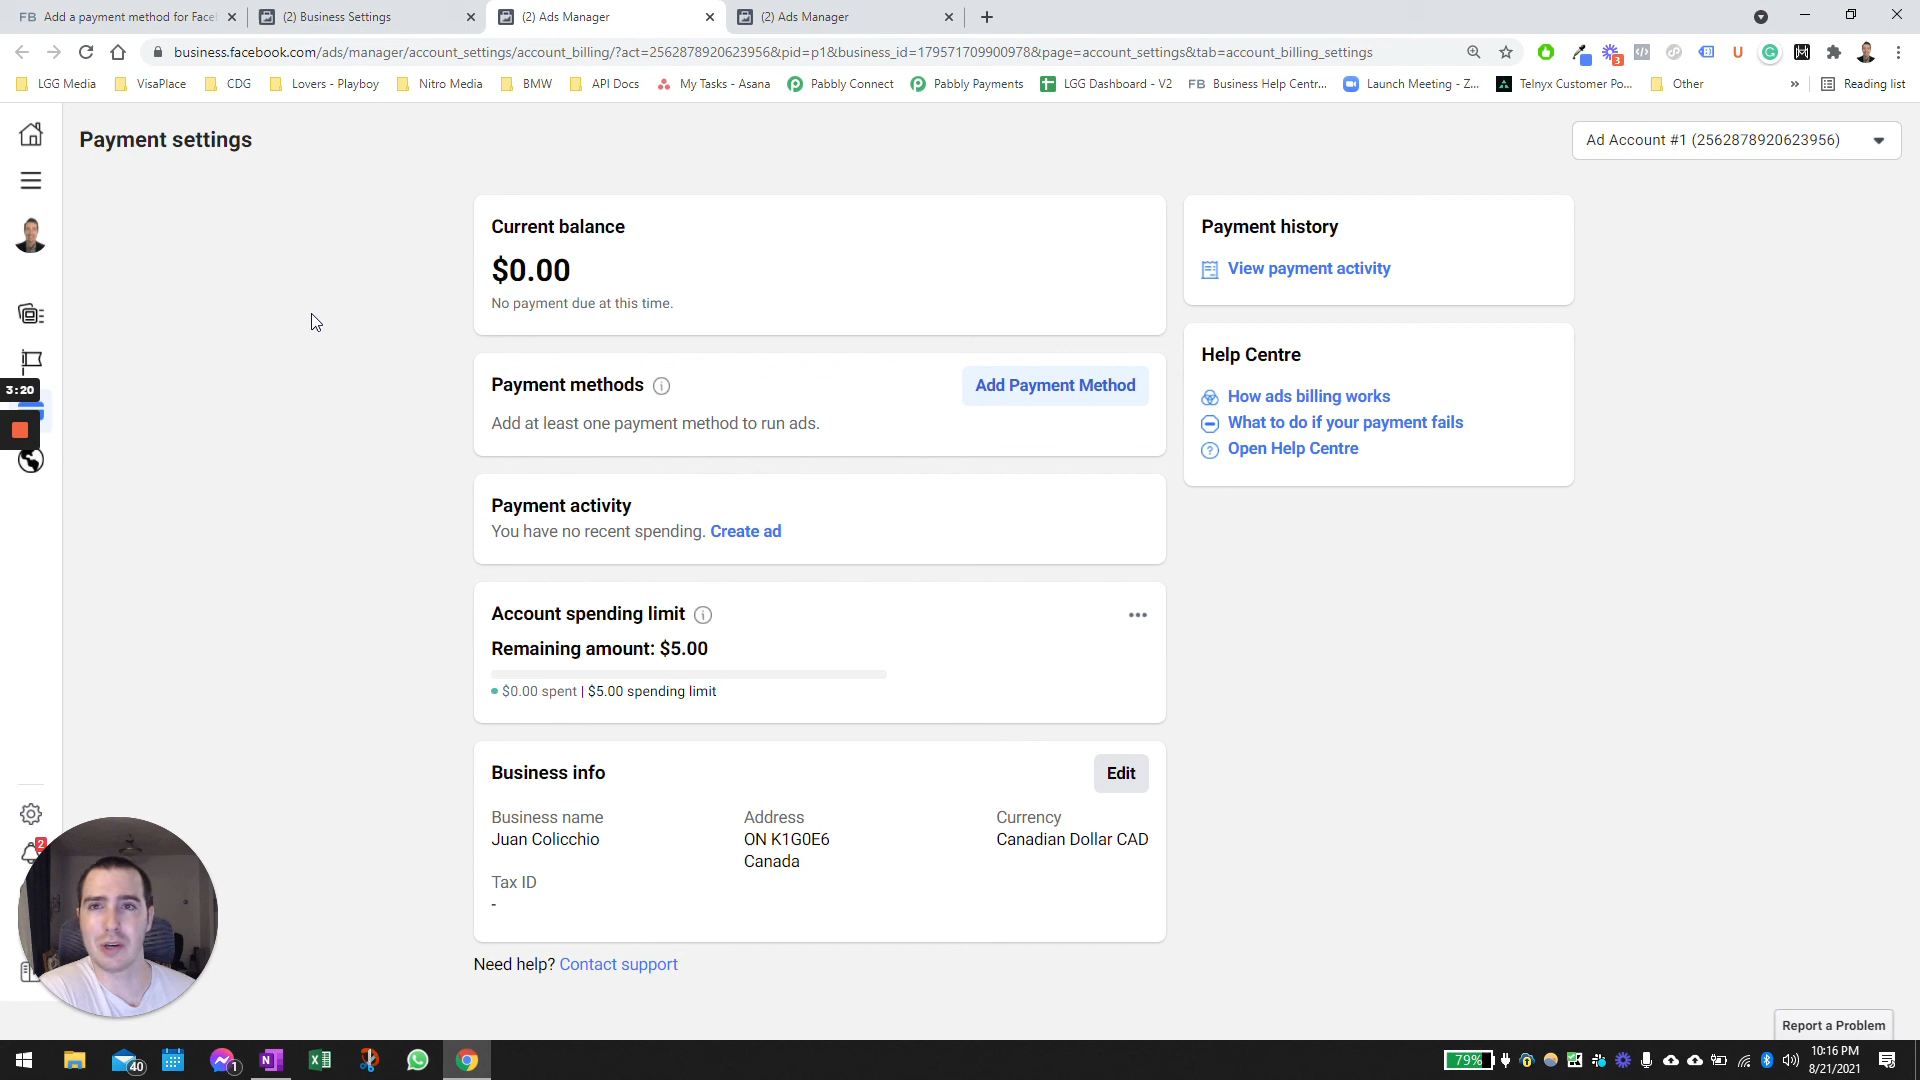 FB Add a payment method for Facel
(2) Business Settings
(2) Ads Manager
(2) Ads Manager
business.facebook.com/ads/manager/account_settings/account_billing/?act=2562878920623956&pid=p1&business_id=1795717099009 78&page=account_settings&tab=account_billing_settings
3
LGG Media
VisaPlace
CDG
Lovers - Playboy
Nitro Media
BMW
API Docs
My Tasks - Asana
Pabbly Connect
Pabbly Payments
LGG Dashboard - V2
FB Business Help Centr...
Launch Meeting - Z...
Telnyx Customer Po...
Other
»
Reading list
Payment settings
Ad Account #1 (2562878920623956)
Current balance
$0.00
No payment due at this time.
Payment history
View payment activity
Payment methods
Add Payment Method
Add at least one payment method to run ads.
Help Centre
How ads billing works
What to do if your payment fails
Open Help Centre
3:20
Payment activity
You have no recent spending. Create ad
Account spending limit
Remaining amount: $5.00
$0.00 spent | $5.00 spending limit
Business info
Edit
Business name
Juan Colicchio
Address
ON K1G0E6
Canada
Currency
Canadian Dollar CAD
Tax ID
-
2
Need help? Contact support
Report a Problem
40
1
79%
10:16 PM
8/21/2021